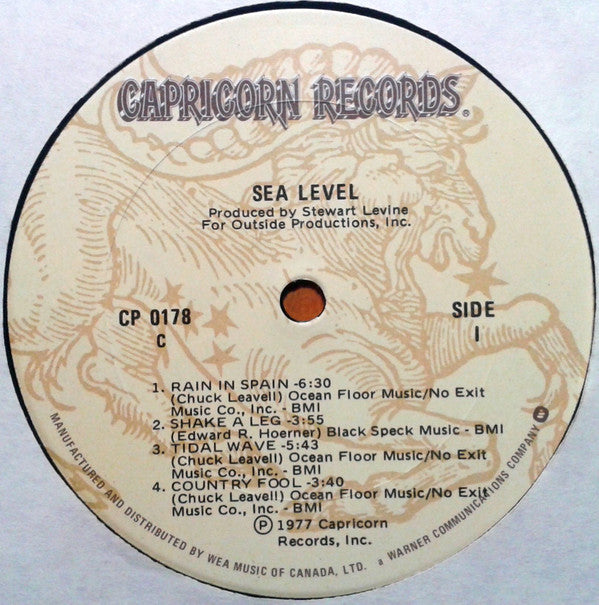 CAPRICORN RECORDS®
SEA LEVEL
Produced by Stewart Levine
For Outside Productions, Inc.
CP 0178
C
SIDE
I
1. RAIN IN SPAIN -6:30
(Chuck Leavell) Ocean Floor Music/No Exit
Music Co., Inc. - BMI
2. SHAKE A LEG -3:55
(Edward R. Hoerner) Black Speck Music - BMI
3. TIDAL WAVE - 5:43
(Chuck Leavell) Ocean Floor Music/No Exit
Music Co., Inc. - BMI
4. COUNTRY FOOL -3:40
(Chuck Leavell) Ocean Floor Music/No Exit
Music Co., Inc. - BMI
℗ 1977 Capricorn
Records, Inc.
MANUFACTURED AND DISTRIBUTED BY WEA MUSIC OF CANADA, LTD. a WARNER COMMUNICATIONS COMPANY